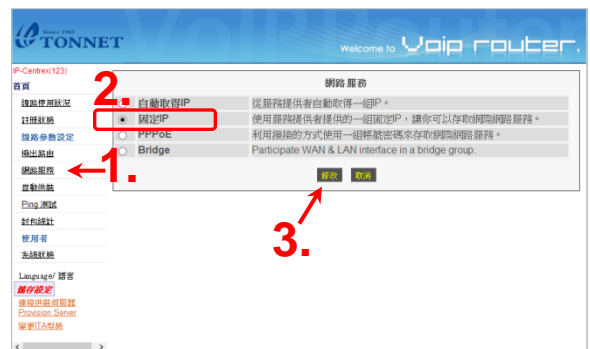 Since 1983
TONNET
Welcome to Voip router.
IP-Centrex(123)
首頁
線路使用狀況
註冊狀態
線路參數設定
撥出路由
網路服務
自動供裝
Ping 測試
封包統計
使用者
系統狀態
Language/ 語言
儲存設定
連線供裝伺服器
Provision Server
變更ITA型態
網路服務
2.
自動取得IP 從服務提供者自動取得一組IP。
固定IP 使用服務提供者提供的一組固定IP，讓你可以存取網際網路服務。
PPPoE 利用撥接的方式使用一組帳號密碼來存取網際網路服務。
Bridge Participate WAN & LAN interface in a bridge group.
1.
修改 取消
3.